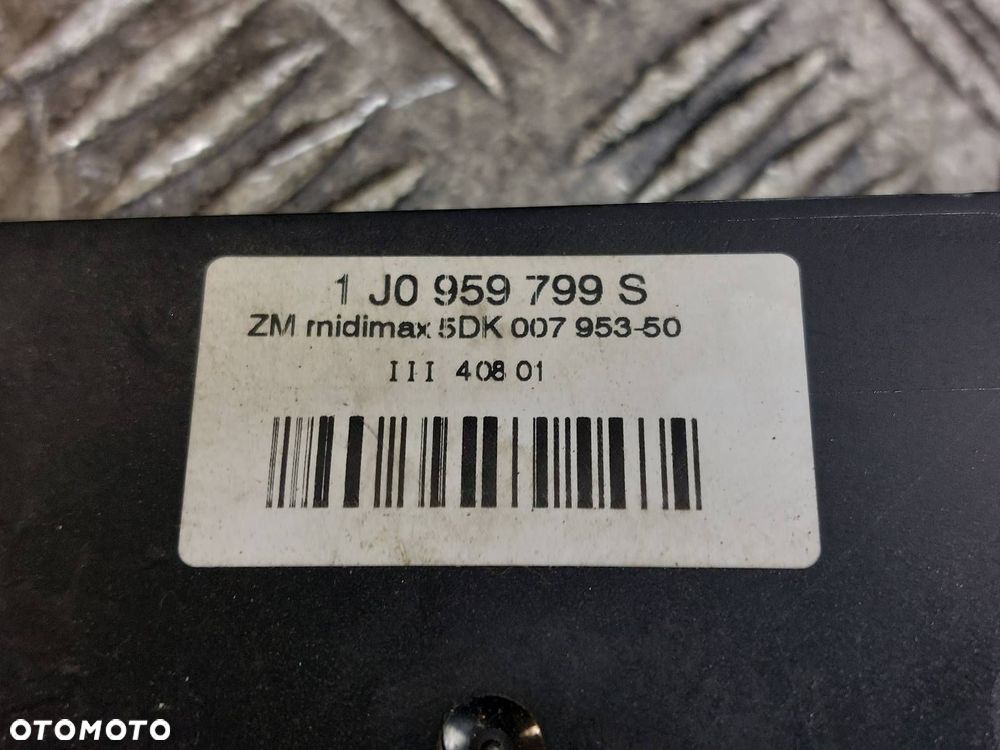 1 J0 959 799 S
ZM midimax 5DK 007 953-50
III 408 01
OTOMOTO